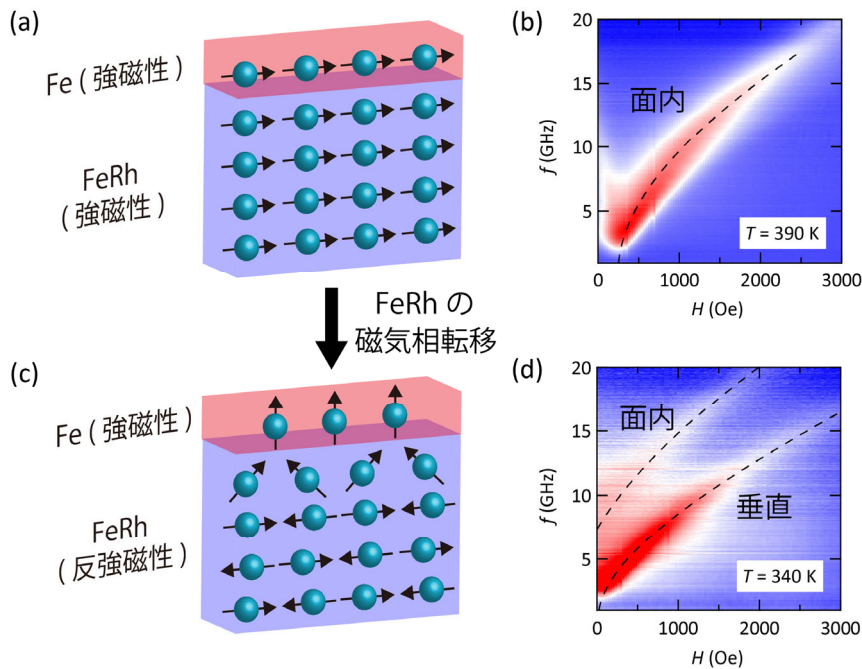 (a)
Fe ( 強磁性 )
FeRh
( 強磁性 )
FeRh の
磁気相転移
(b)
20
15
10
5
f (GHz)
面内
T = 390 K
0
1000
2000
3000
H (Oe)
(c)
Fe ( 強磁性 )
FeRh
( 反強磁性 )
(d)
20
15
10
5
f (GHz)
面内
垂直
T = 340 K
0
1000
2000
3000
H (Oe)